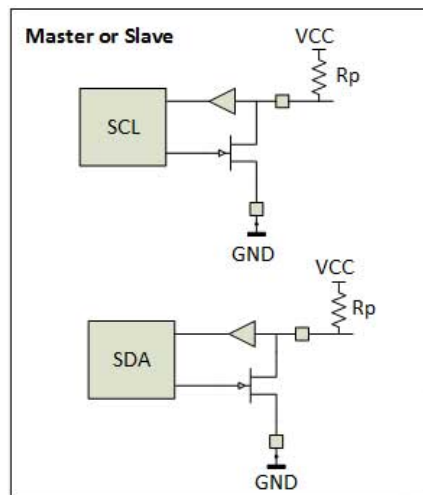 Master or Slave
VCC
Rp
SCL
GND
VCC
Rp
SDA
GND